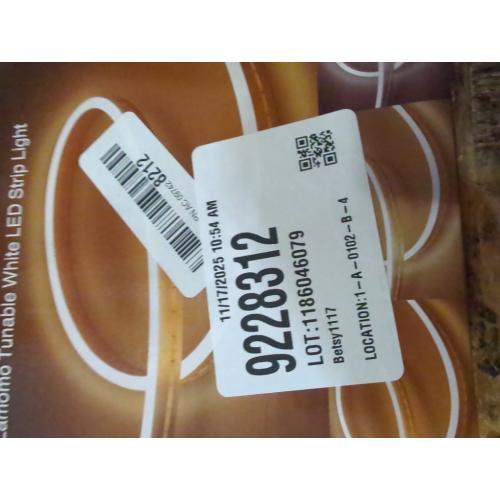 Tunable White LED Strip Light
8212
11/17/2025 10:54 AM
9228312
LOT:1186046079
Betsy1117
LOCATION:1-A-0102-B-4